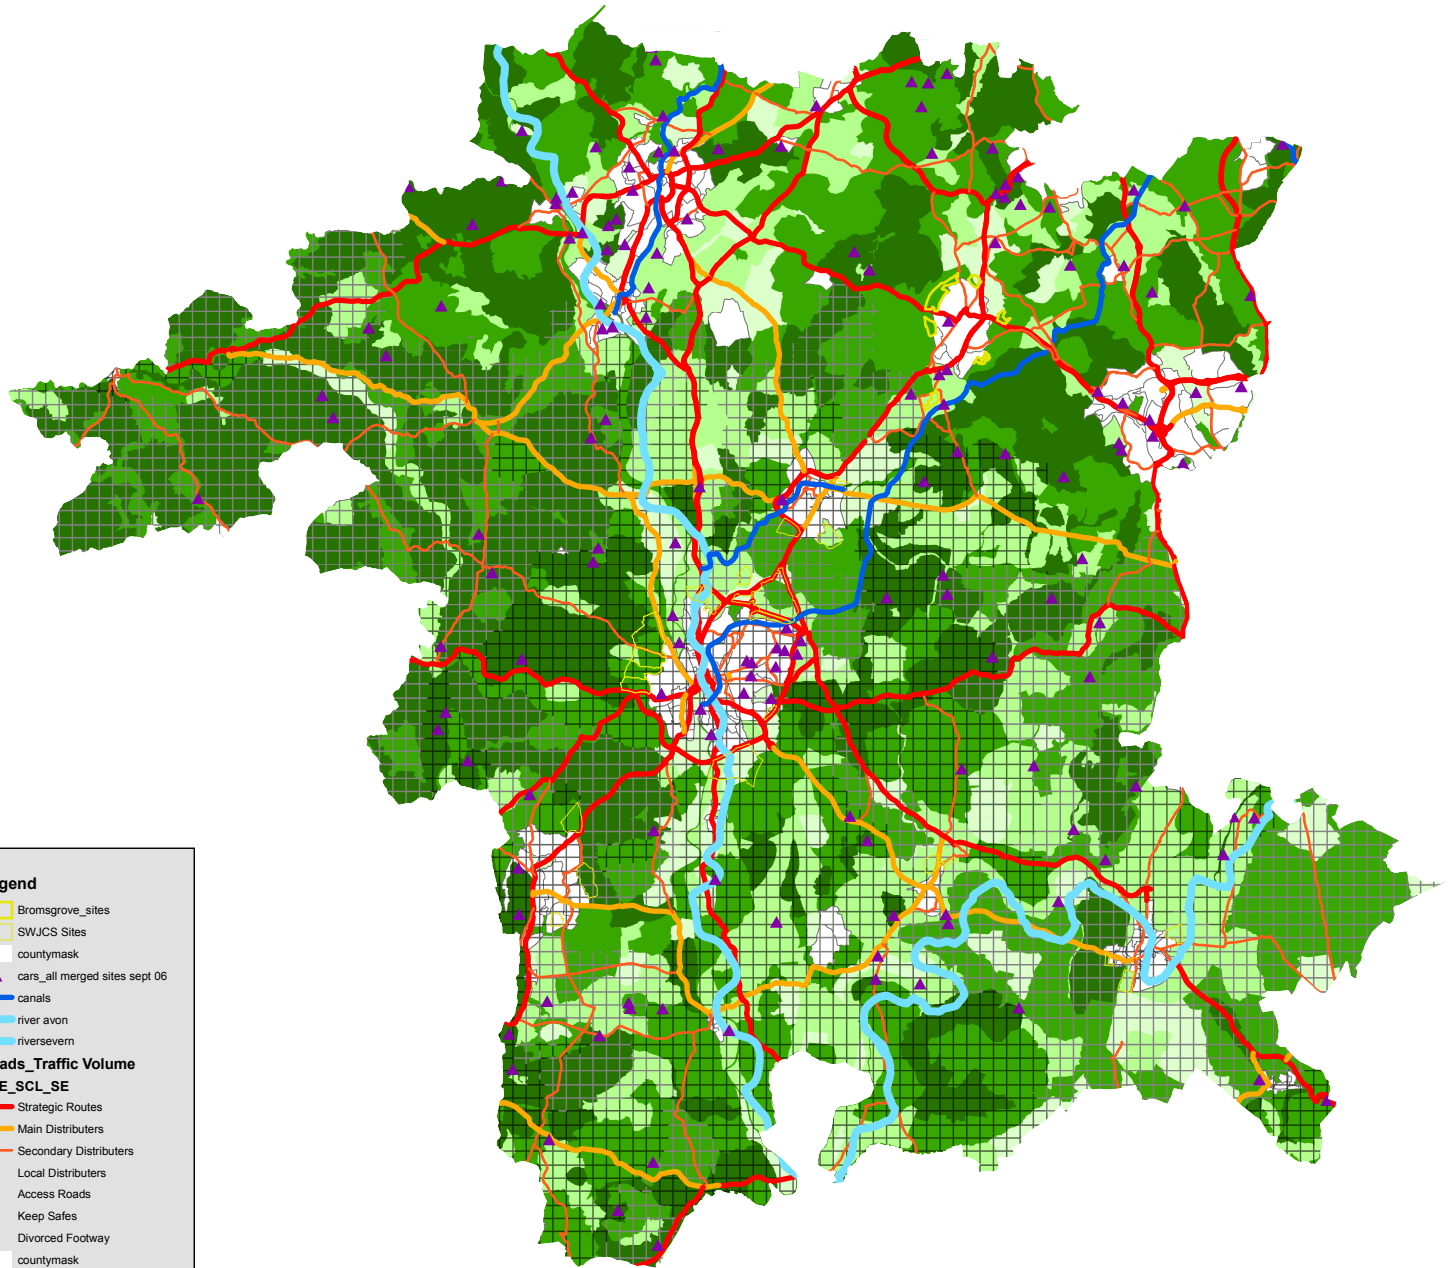 gend
Bromsgrove_sites
SWJCS Sites
countymask
cars_all merged sites sept 06
canals
river avon
riversevern
ads_Traffic Volume
E_SCL_SE
Strategic Routes
Main Distributers
Secondary Distributers
Local Distributers
Access Roads
Keep Safes
Divorced Footway
countymask